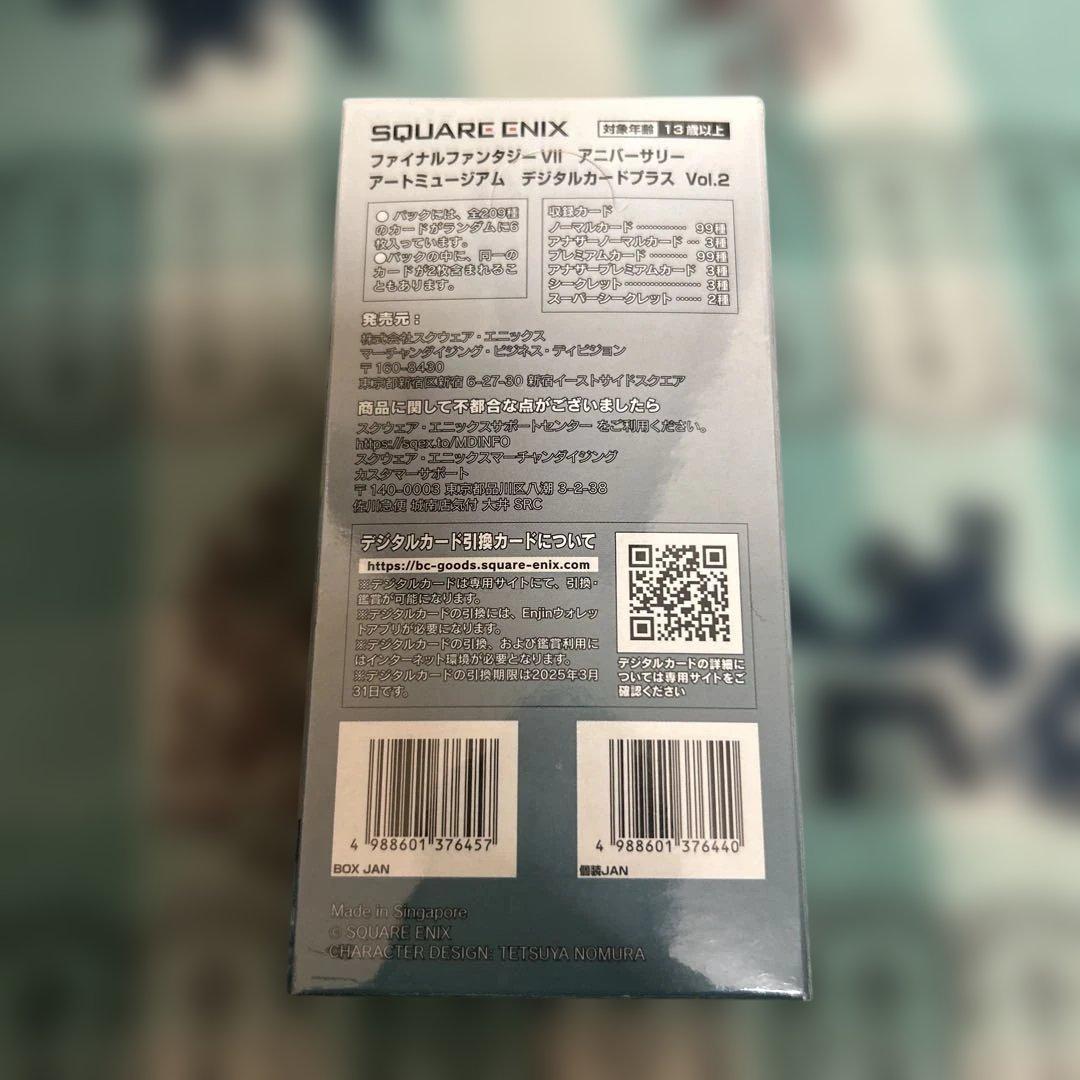 SQUARE ENIX
対象年齢 13歳以上
ファイナルファンタジーVII アニバーサリー
アートミュージアム デジタルカードプラス Vol.2
●パックには、全209種
のカードがランダムに6
枚入っています。
●パックの中に、同一の
カードが2枚含まれるこ
ともあります。
収録カード
ノーマルカード ………… 99種
アナザーノーマルカード … 3種
プレミアムカード ……… 99種
アナザープレミアムカード 3種
シークレット ……………… 3種
スーパーシークレット …… 2種
発売元：
株式会社スクウェア・エニックス
マーチャンダイジング・ビジネス・ディビジョン
〒160-8430
東京都新宿区新宿 6-27-30 新宿イーストサイドスクエア
商品に関して不都合な点がございましたら
スクウェア・エニックスサポートセンター をご利用ください。
https://sqex.to/MDINFO
スクウェア・エニックスマーチャンダイジング
カスタマーサポート
〒140-0003 東京都品川区八潮 3-2-38
佐川急便 城南店気付 大井 SRC
デジタルカード引換カードについて
https://bc-goods.square-enix.com
※デジタルカードは専用サイトにて、引換・
鑑賞が可能になります。
※デジタルカードの引換には、Enjinウォレッ
トアプリが必要になります。
※デジタルカードの引換、および鑑賞利用に
はインターネット環境が必要となります。
※デジタルカードの引換期限は2025年3月
31日です。
デジタルカードの詳細に
ついては専用サイトをご
確認ください
4 988601 376457
BOX JAN
4 988601 376440
個装JAN
Made in Singapore
© SQUARE ENIX
CHARACTER DESIGN: TETSUYA NOMURA